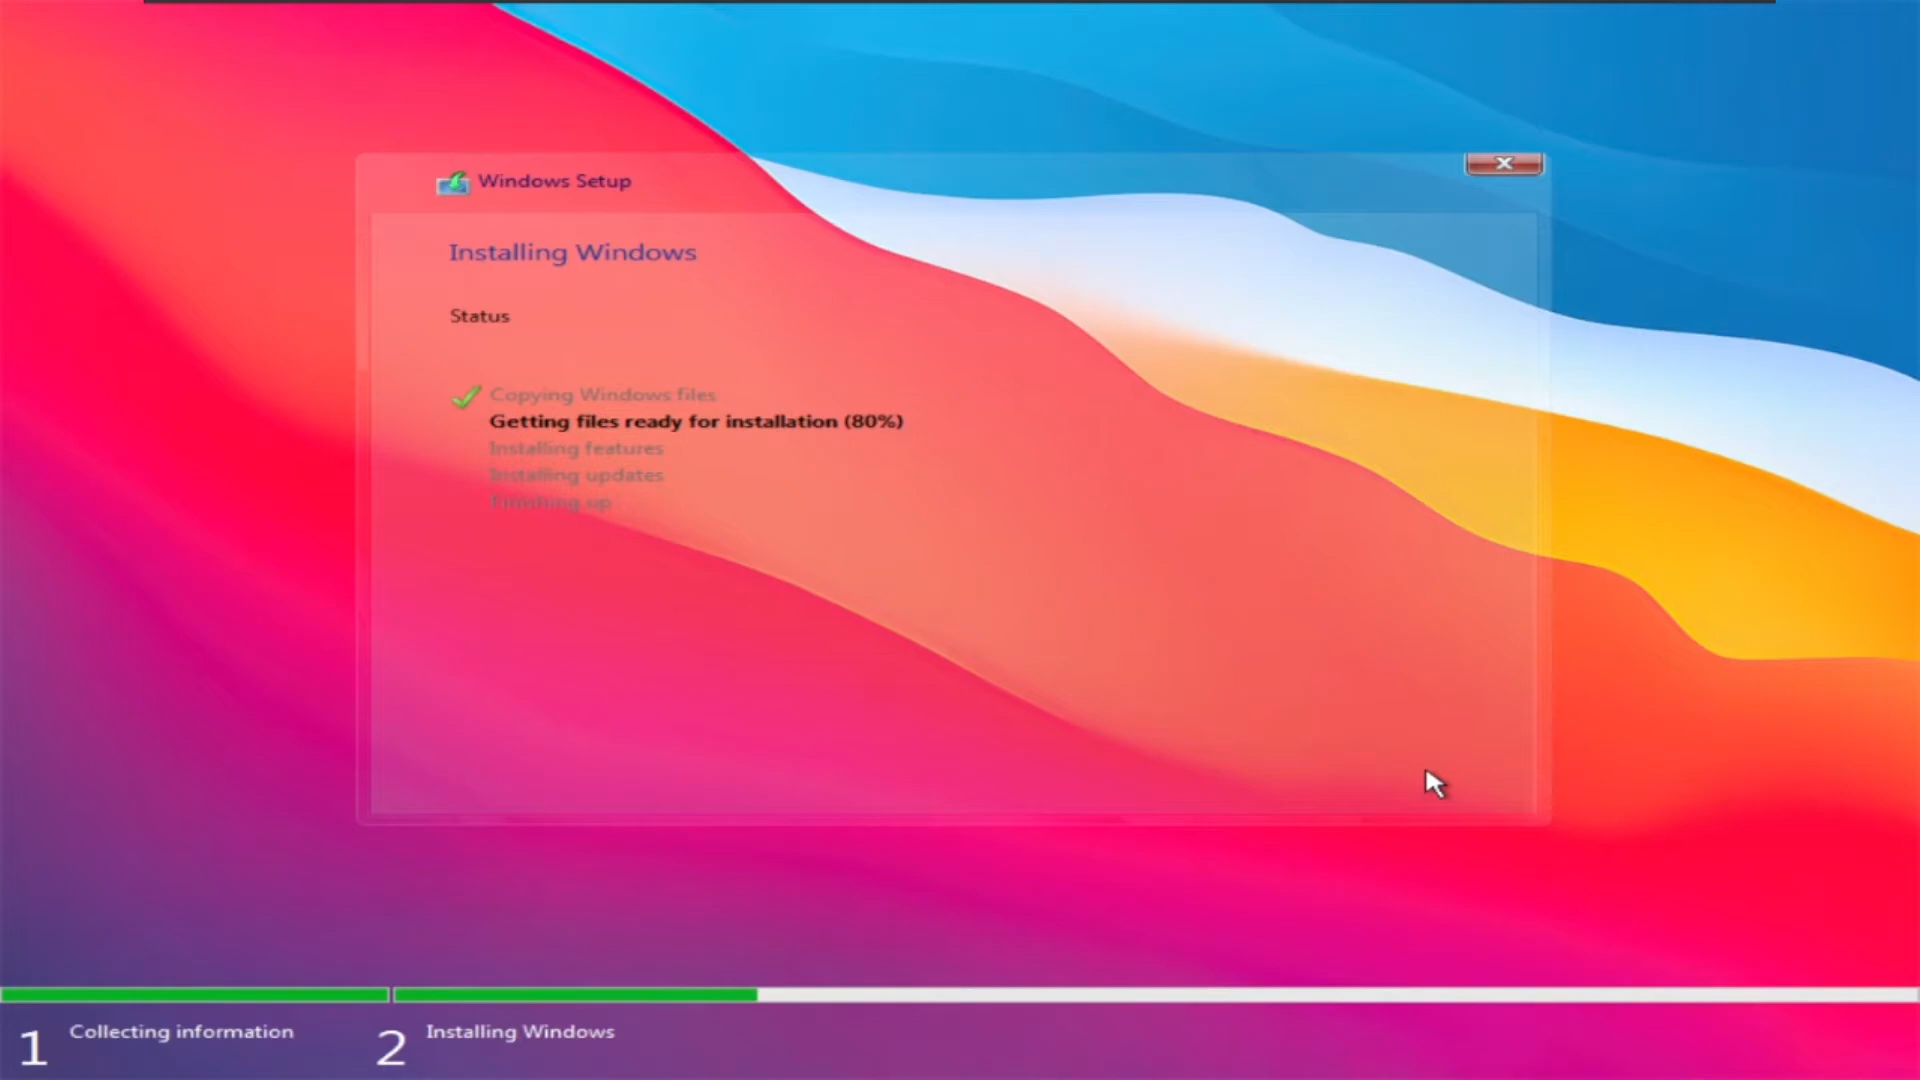 Windows Setup
Installing Windows
Status
Copying Windows files
Getting files ready for installation (80%)
Installing features
Installing updates
Finishing up
1 Collecting information
2 Installing Windows